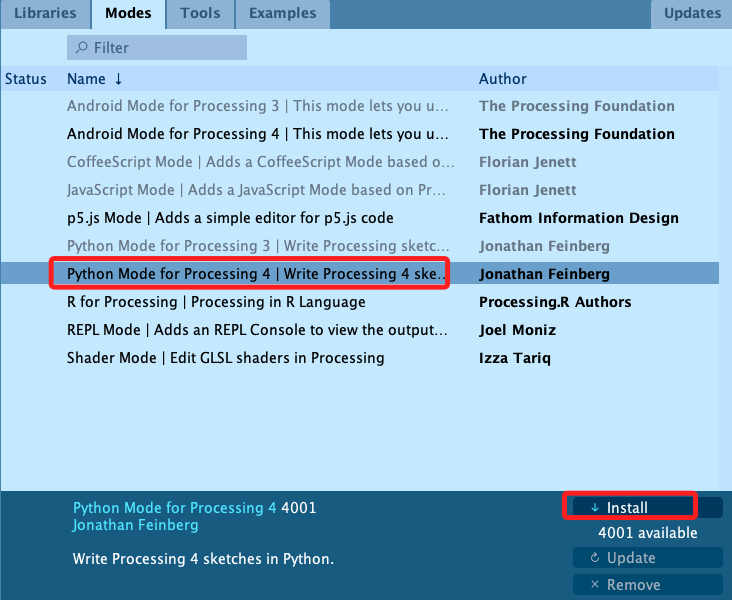 Libraries Modes Tools Examples Updates
Filter
Status Name ↓ Author
Android Mode for Processing 3 | This mode lets you u... The Processing Foundation
Android Mode for Processing 4 | This mode lets you u... The Processing Foundation
CoffeeScript Mode | Adds a CoffeeScript Mode based o... Florian Jenett
JavaScript Mode | Adds a JavaScript Mode based on Pr... Florian Jenett
p5.js Mode | Adds a simple editor for p5.js code Fathom Information Design
Python Mode for Processing 3 | Write Processing sketc... Jonathan Feinberg
Python Mode for Processing 4 | Write Processing 4 ske... Jonathan Feinberg
R for Processing | Processing in R Language Processing.R Authors
REPL Mode | Adds an REPL Console to view the output... Joel Moniz
Shader Mode | Edit GLSL shaders in Processing Izza Tariq
Python Mode for Processing 4 4001 ↓ Install
Jonathan Feinberg
4001 available
Write Processing 4 sketches in Python.
Update
× Remove